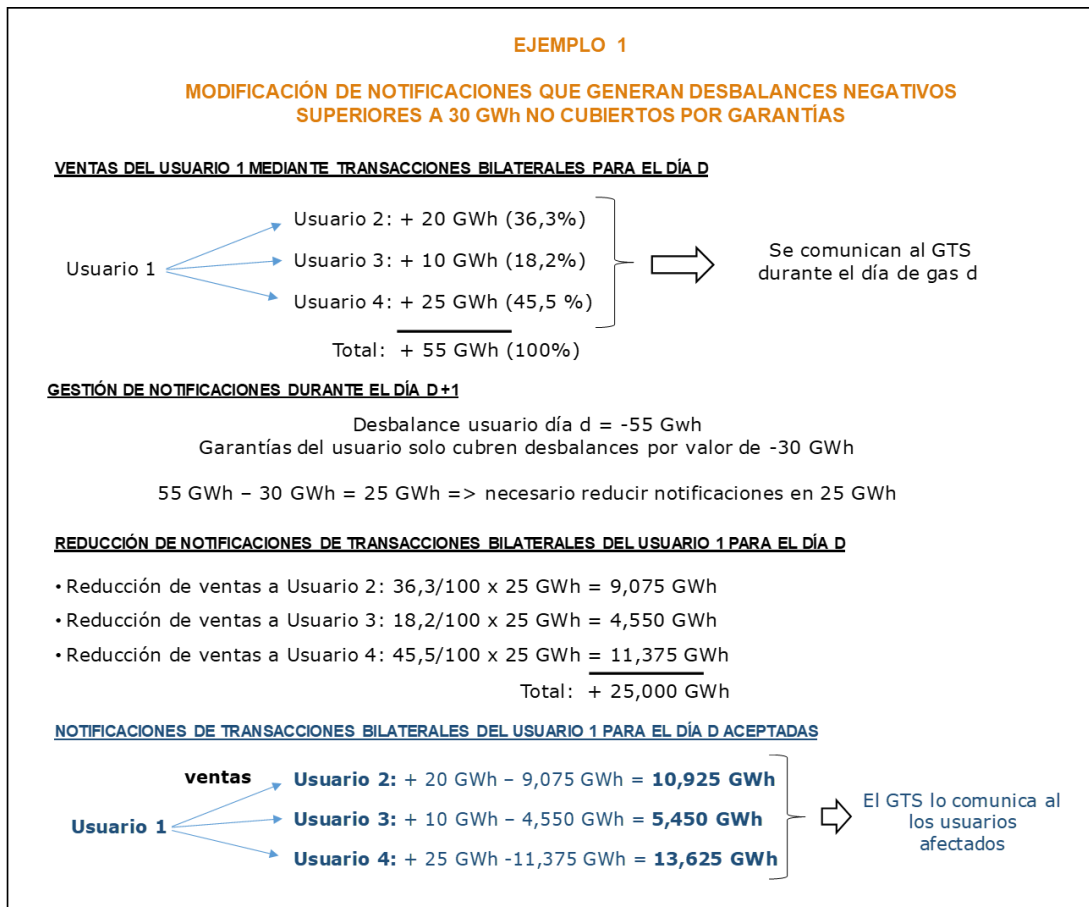 EJEMPLO 1
MODIFICACIÓN DE NOTIFICACIONES QUE GENERAN DESBALANCES NEGATIVOS
SUPERIORES A 30 GWh NO CUBIERTOS POR GARANTÍAS
VENTAS DEL USUARIO 1 MEDIANTE TRANSACCIONES BILATERALES PARA EL DÍA D
Usuario 1
Usuario 2: + 20 GWh (36,3%)
Usuario 3: + 10 GWh (18,2%)
Usuario 4: + 25 GWh (45,5 %)
Total: + 55 GWh (100%)
Se comunican al GTS
durante el día de gas d
GESTIÓN DE NOTIFICACIONES DURANTE EL DÍA D+1
Desbalance usuario día d = -55 Gwh
Garantías del usuario solo cubren desbalances por valor de -30 GWh
55 GWh – 30 GWh = 25 GWh => necesario reducir notificaciones en 25 GWh
REDUCCIÓN DE NOTIFICACIONES DE TRANSACCIONES BILATERALES DEL USUARIO 1 PARA EL DÍA D
• Reducción de ventas a Usuario 2: 36,3/100 x 25 GWh = 9,075 GWh
• Reducción de ventas a Usuario 3: 18,2/100 x 25 GWh = 4,550 GWh
• Reducción de ventas a Usuario 4: 45,5/100 x 25 GWh = 11,375 GWh
Total: + 25,000 GWh
NOTIFICACIONES DE TRANSACCIONES BILATERALES DEL USUARIO 1 PARA EL DÍA D ACEPTADAS
ventas
Usuario 1
Usuario 2: + 20 GWh – 9,075 GWh = 10,925 GWh
Usuario 3: + 10 GWh – 4,550 GWh = 5,450 GWh
Usuario 4: + 25 GWh -11,375 GWh = 13,625 GWh
El GTS lo comunica al
los usuarios
afectados